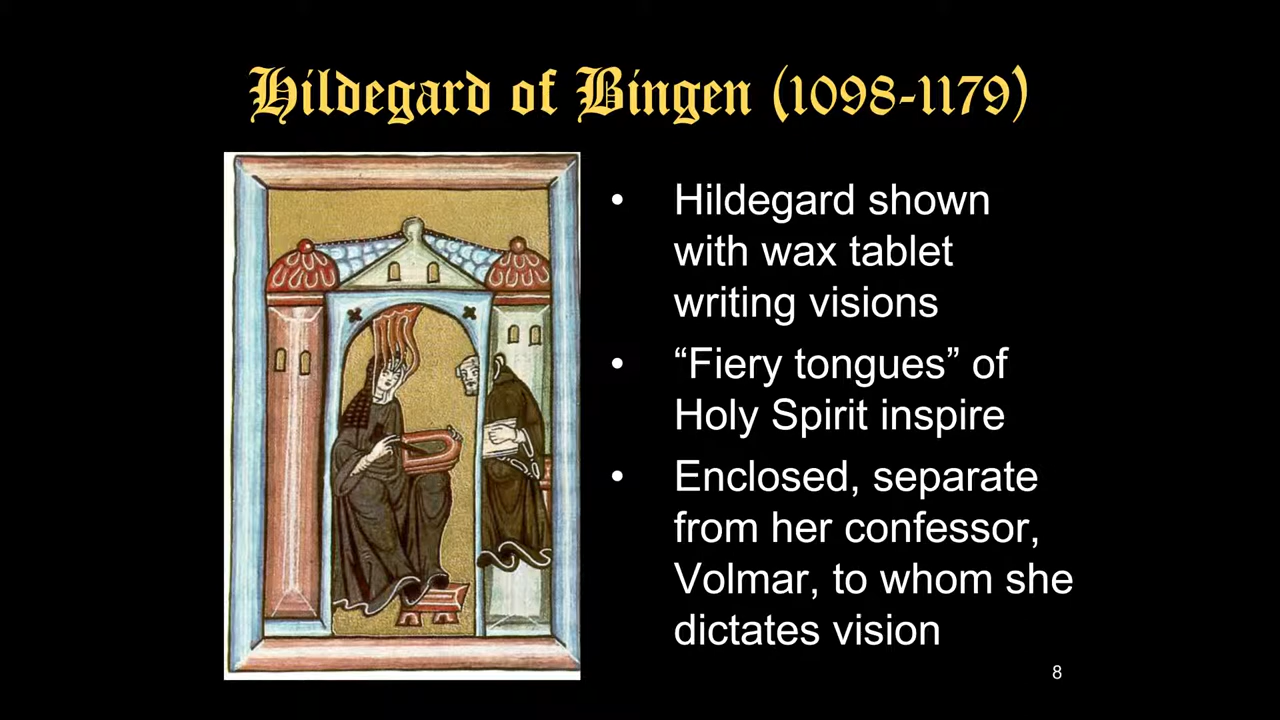 Hildegard of Bingen (1098-1179)
• Hildegard shown
with wax tablet
writing visions
• “Fiery tongues” of
Holy Spirit inspire
• Enclosed, separate
from her confessor,
Volmar, to whom she
dictates vision
8